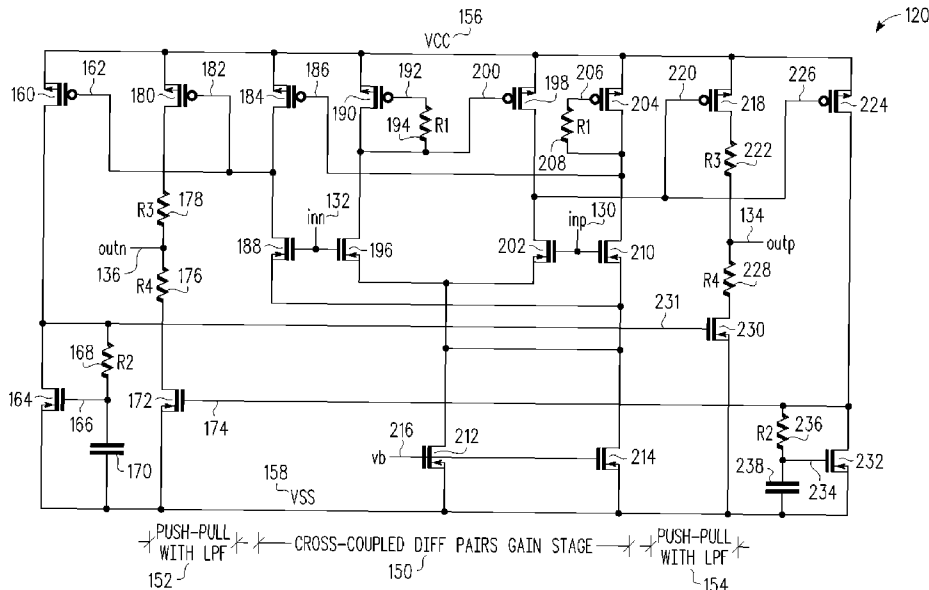 156
VCC
120
160
162
180
182
184
186
190
192
194
R1
200
198
206
204
R1
208
220
218
226
224
R3
178
R3
222
inn
132
inp
130
188
196
202
210
134
outp
outn
136
R4
176
R4
228
231
230
168
R2
164
166
170
172
174
216
vb
212
214
R2
236
238
234
232
158
VSS
PUSH-PULL
WITH LPF
152
CROSS-COUPLED DIFF PAIRS GAIN STAGE
150
PUSH-PULL
WITH LPF
154